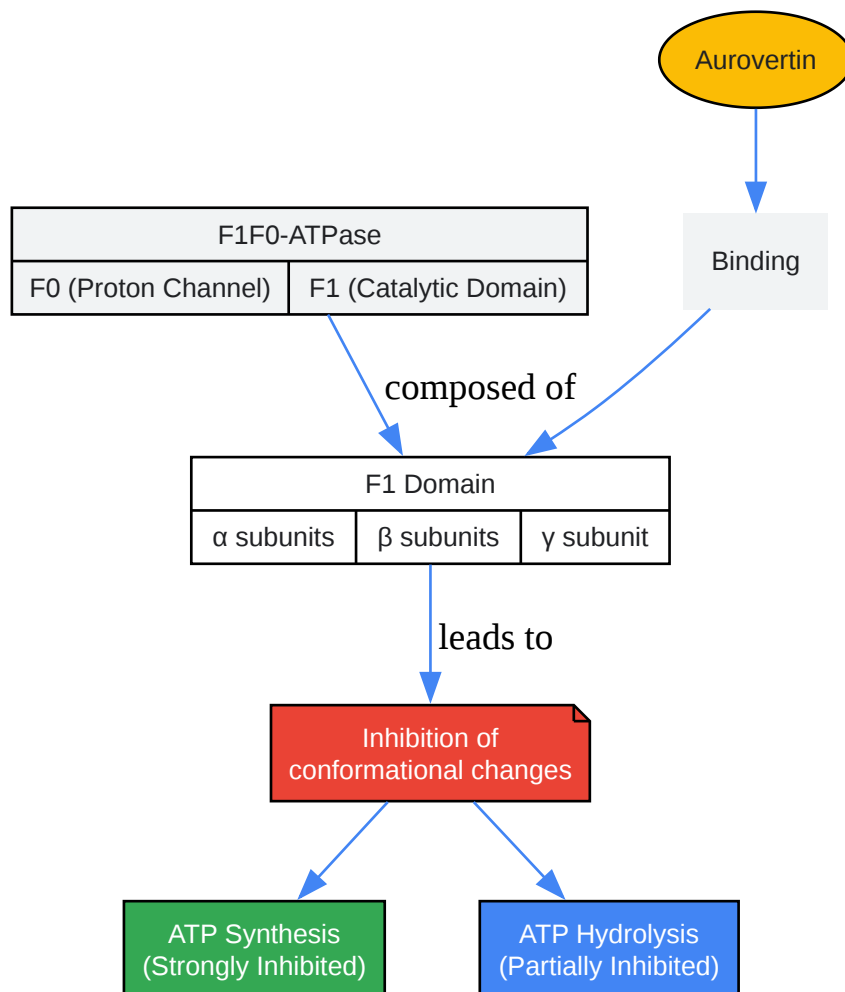 Aurovertin
F1F0-ATPase
F0 (Proton Channel)
F1 (Catalytic Domain)
Binding
composed of
F1 Domain
α subunits
β subunits
γ subunit
leads to
Inhibition of
conformational changes
ATP Synthesis
(Strongly Inhibited)
ATP Hydrolysis
(Partially Inhibited)